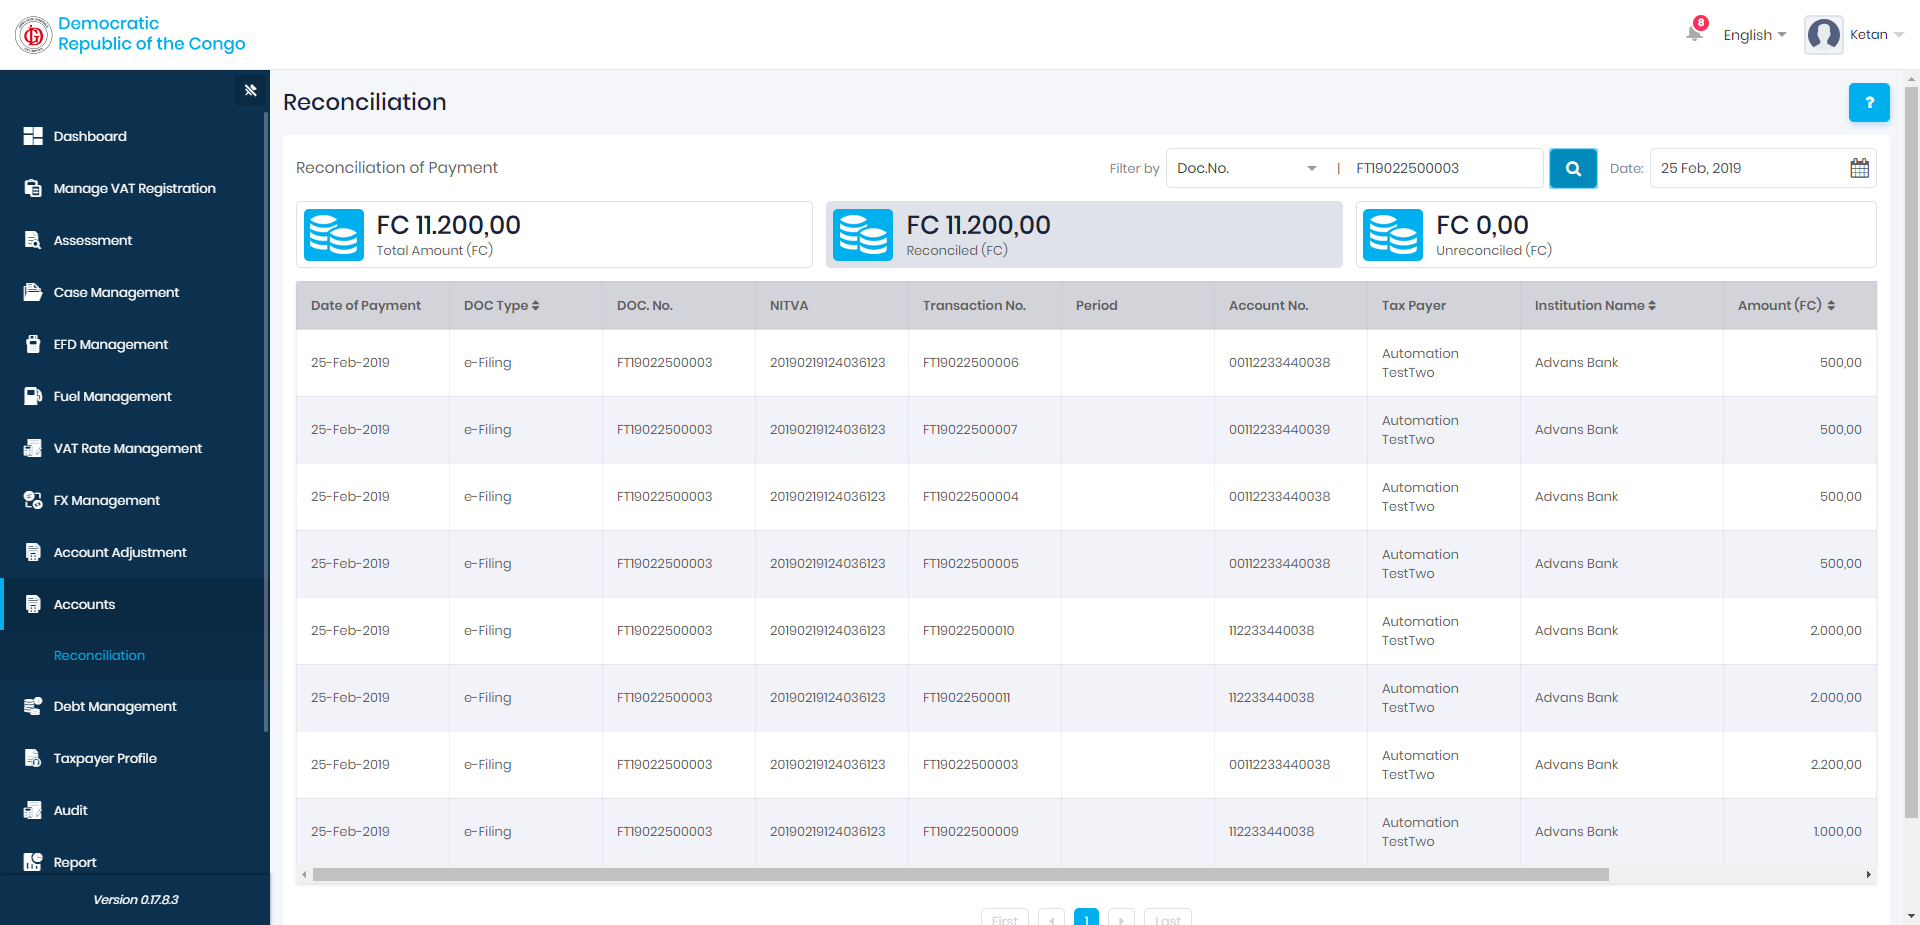 Democratic
Republic of the Congo
8
English
Ketan
Dashboard
Manage VAT Registration
Assessment
Case Management
EFD Management
Fuel Management
VAT Rate Management
FX Management
Account Adjustment
Accounts
Reconciliation
Debt Management
Taxpayer Profile
Audit
Report
Version 0.17.8.3
Reconciliation
?
Reconciliation of Payment
Filter by Doc.No. | FT19022500003 Date: 25 Feb, 2019
FC 11.200,00
Total Amount (FC)
FC 11.200,00
Reconciled (FC)
FC 0,00
Unreconciled (FC)
Date of Payment DOC Type DOC. No. NITVA Transaction No. Period Account No. Tax Payer Institution Name Amount (FC)
25-Feb-2019 e-Filing FT19022500003 20190219124036123 FT19022500006 00112233440038 Automation TestTwo Advans Bank 500,00
25-Feb-2019 e-Filing FT19022500003 20190219124036123 FT19022500007 00112233440039 Automation TestTwo Advans Bank 500,00
25-Feb-2019 e-Filing FT19022500003 20190219124036123 FT19022500004 00112233440038 Automation TestTwo Advans Bank 500,00
25-Feb-2019 e-Filing FT19022500003 20190219124036123 FT19022500005 00112233440038 Automation TestTwo Advans Bank 500,00
25-Feb-2019 e-Filing FT19022500003 20190219124036123 FT19022500010 112233440038 Automation TestTwo Advans Bank 2.000,00
25-Feb-2019 e-Filing FT19022500003 20190219124036123 FT19022500011 112233440038 Automation TestTwo Advans Bank 2.000,00
25-Feb-2019 e-Filing FT19022500003 20190219124036123 FT19022500003 00112233440038 Automation TestTwo Advans Bank 2.200,00
25-Feb-2019 e-Filing FT19022500003 20190219124036123 FT19022500009 112233440038 Automation TestTwo Advans Bank 1.000,00
First 1 Last